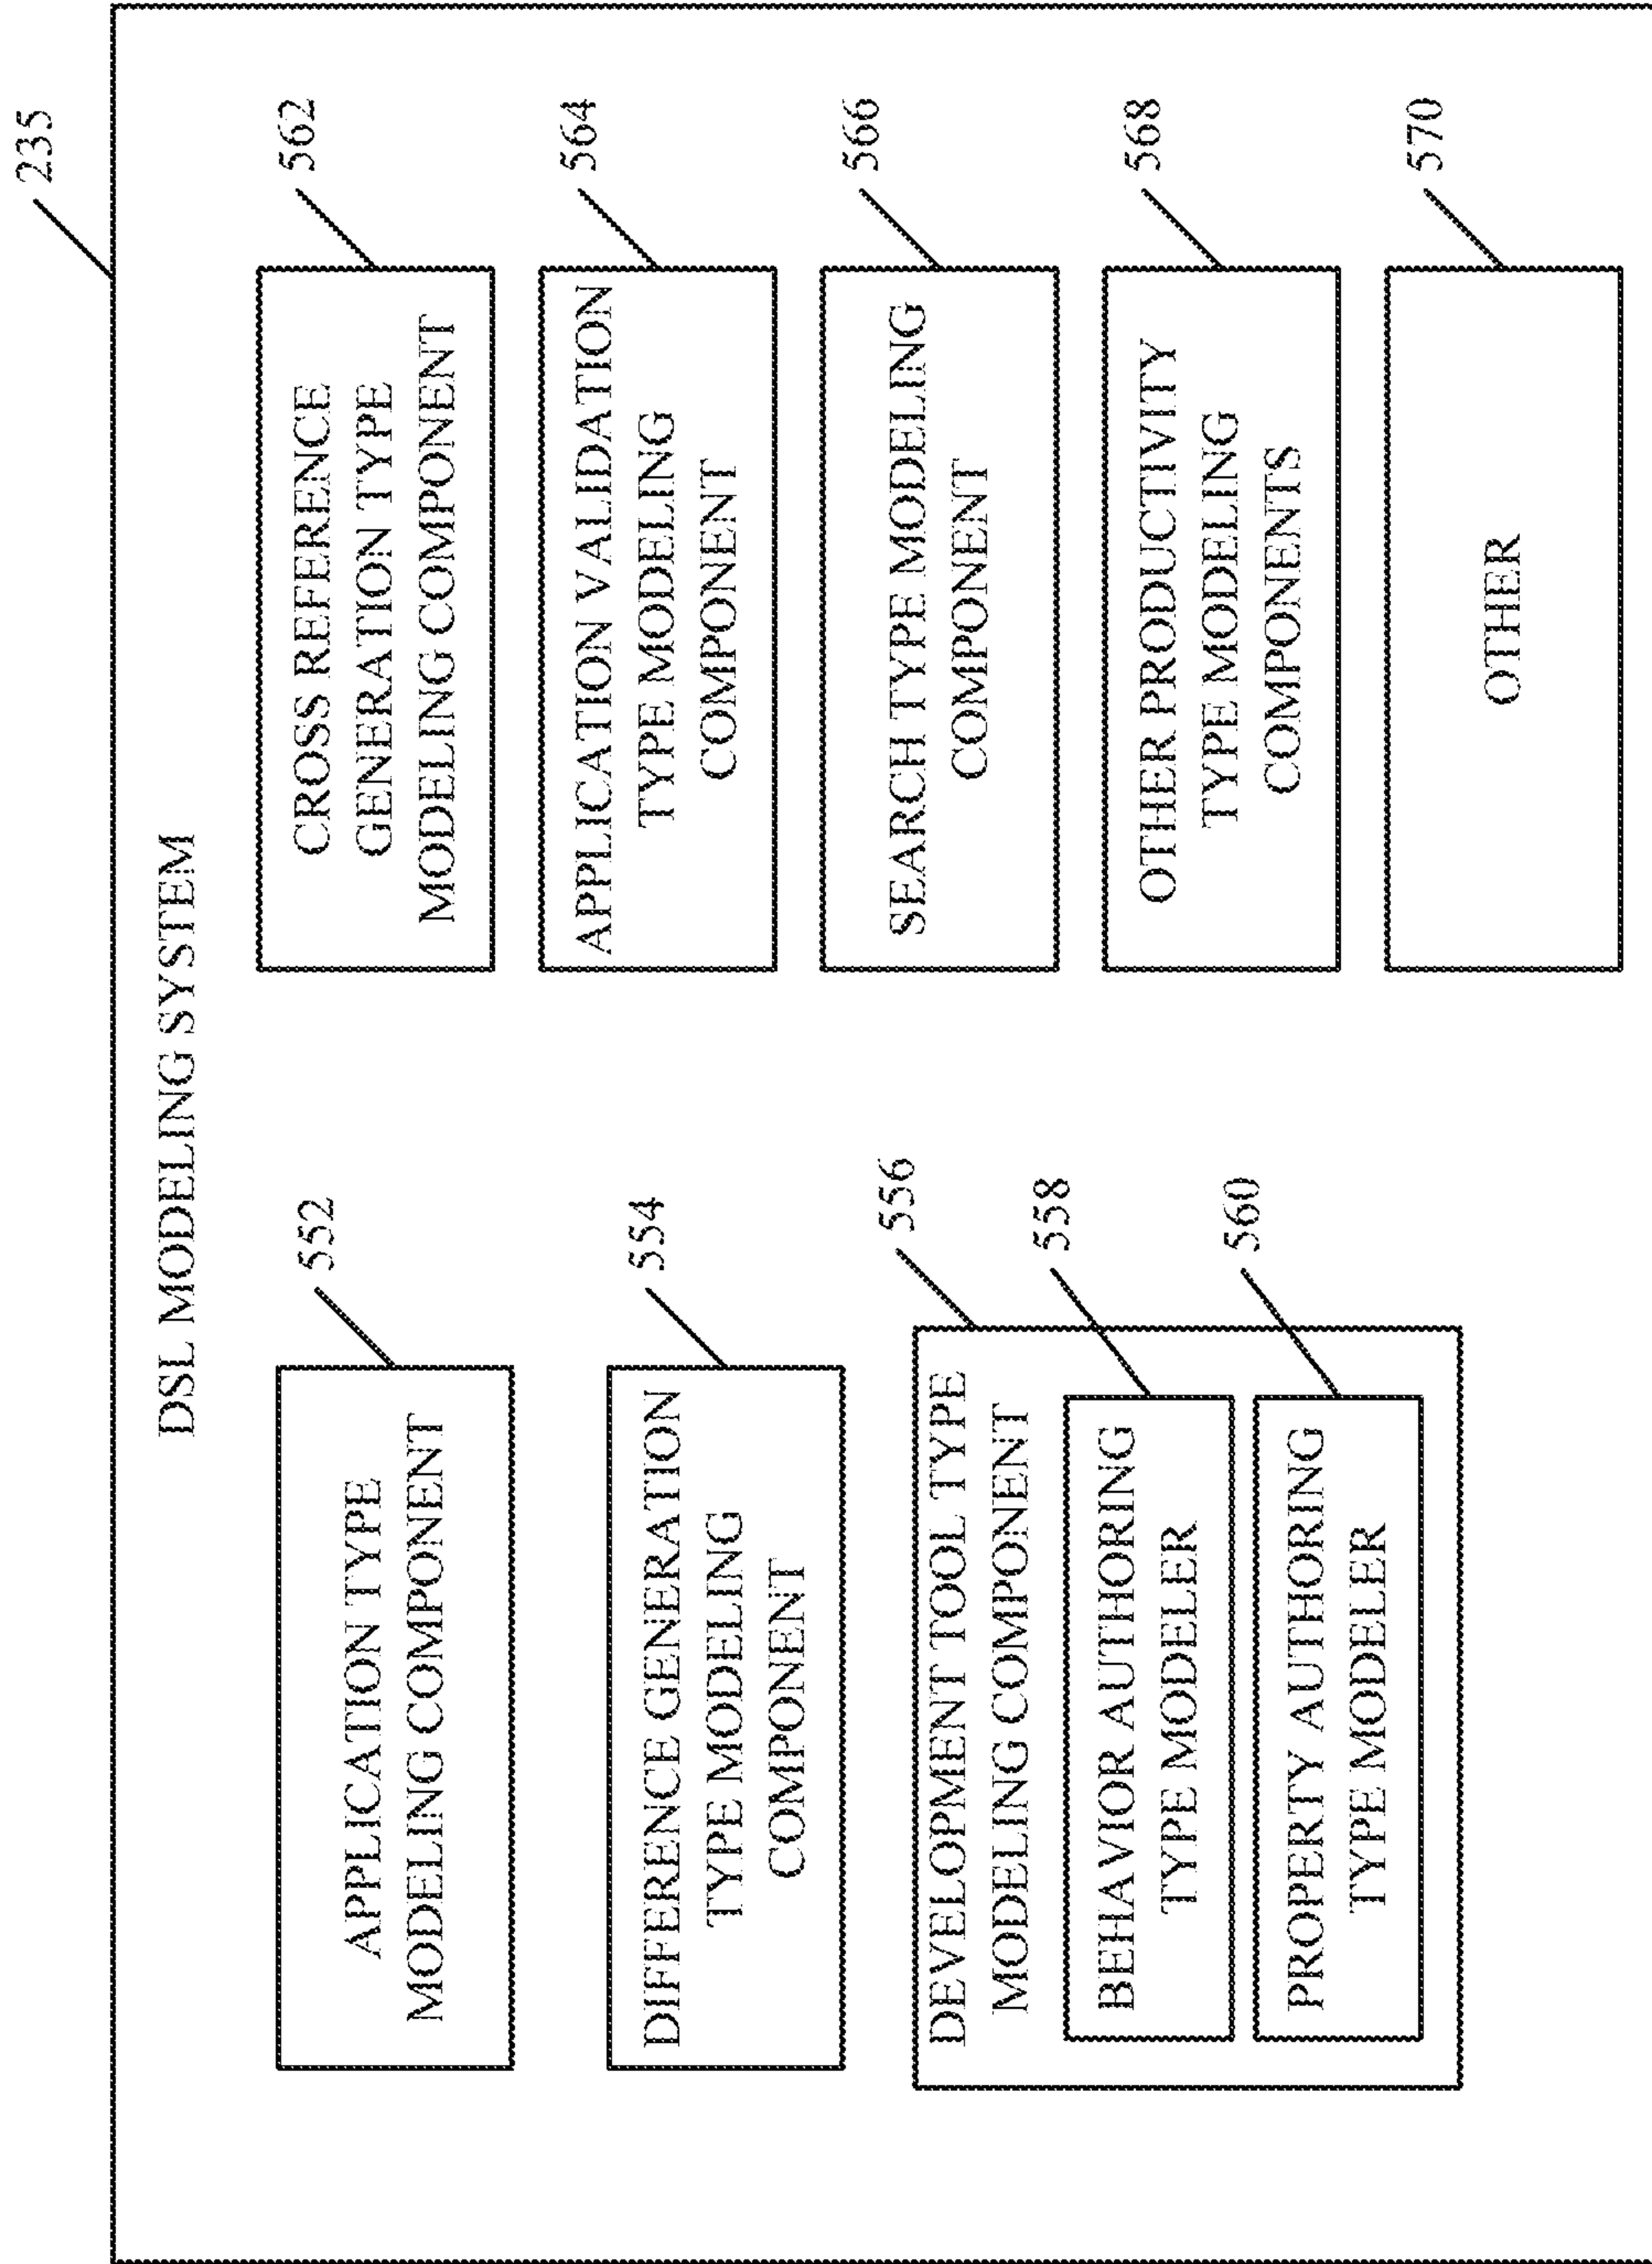 235
DSL MODELING SYSTEM
552
APPLICATION TYPE
MODELING COMPONENT
554
DIFFERENCE GENERATION
TYPE MODELING
COMPONENT
556
DEVELOPMENT TOOL TYPE
MODELING COMPONENT
558
BEHAVIOR AUTHORING
TYPE MODELER
560
PROPERTY AUTHORING
TYPE MODELER
562
CROSS REFERENCE
GENERATION TYPE
MODELING COMPONENT
564
APPLICATION VALIDATION
TYPE MODELING
COMPONENT
566
SEARCH TYPE MODELING
COMPONENT
568
OTHER PRODUCTIVITY
TYPE MODELING
COMPONENTS
570
OTHER